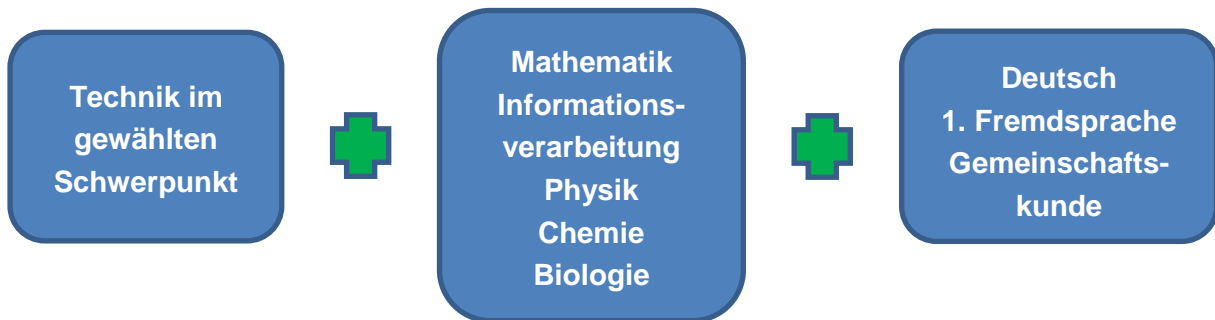 Technik im
gewählten
Schwerpunkt
Mathematik
Informations-
verarbeitung
Physik
Chemie
Biologie
Deutsch
1. Fremdsprache
Gemeinschafts-
kunde